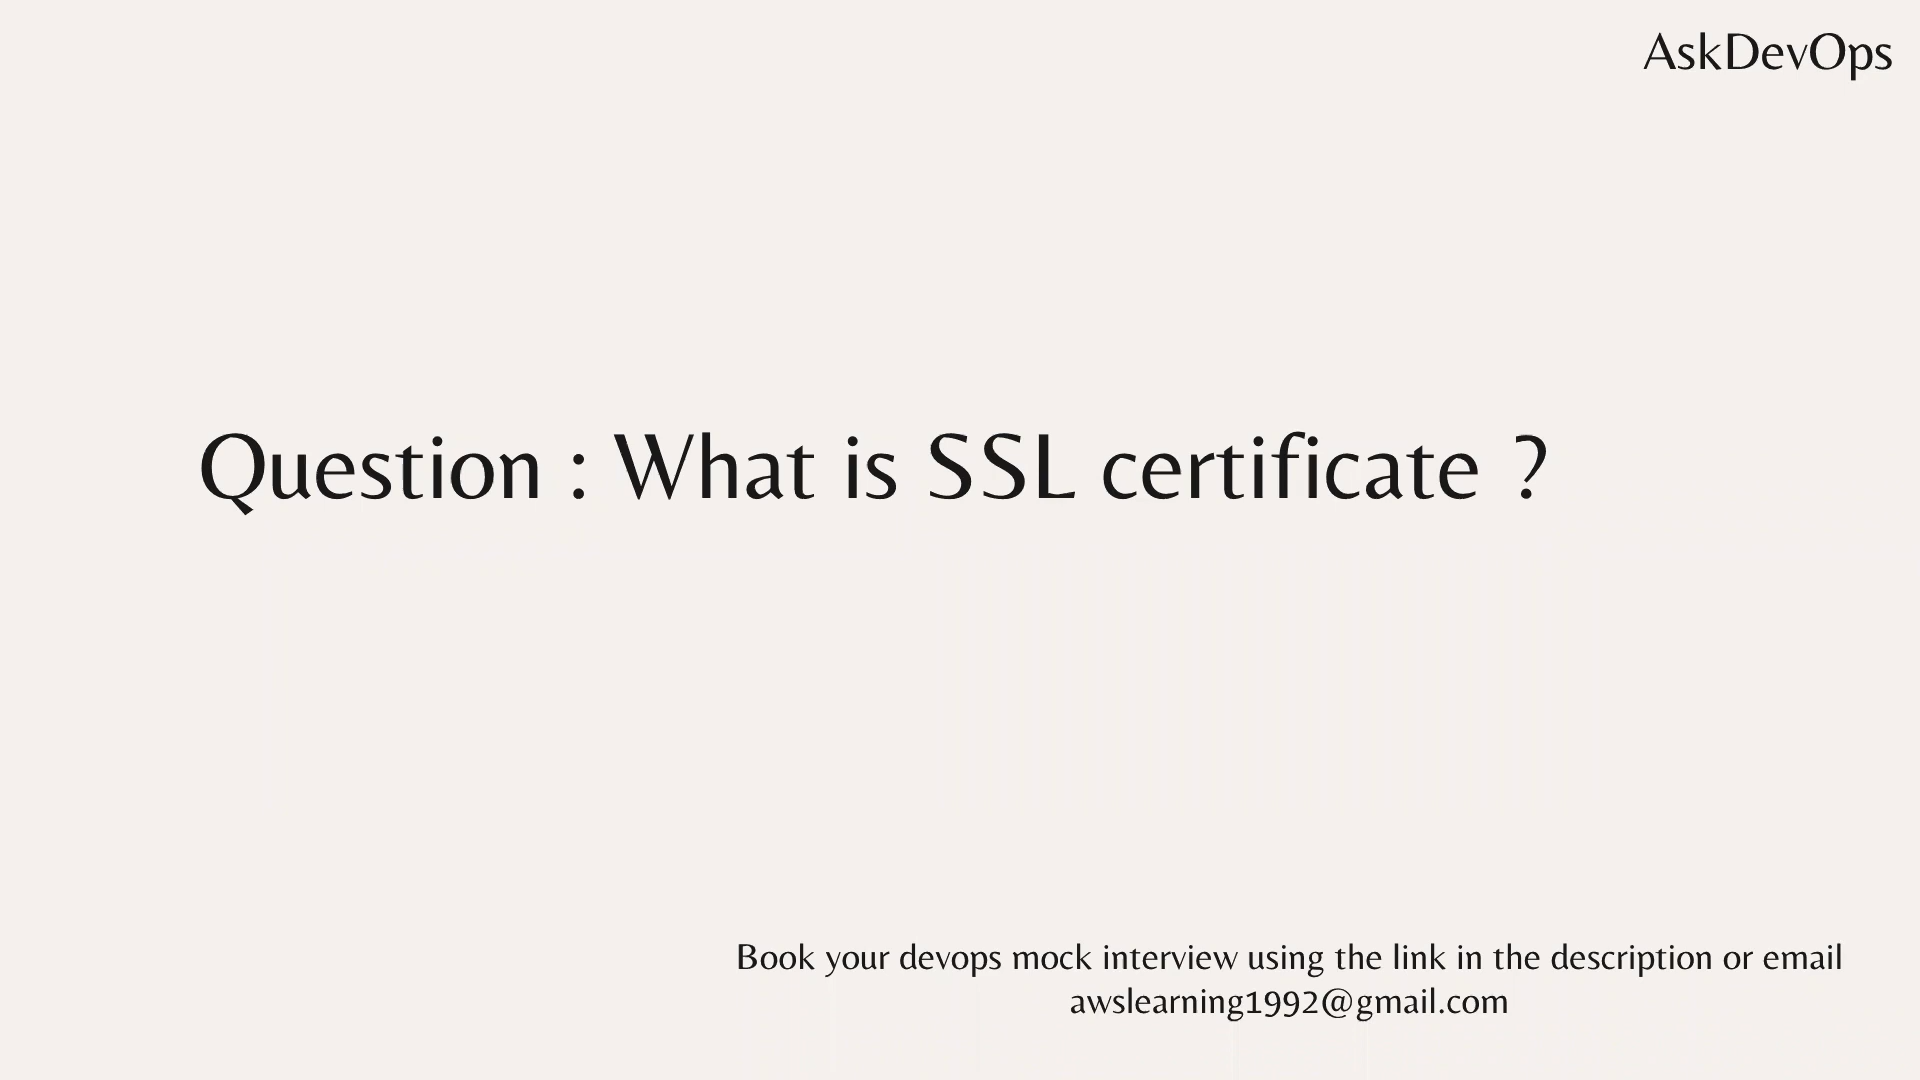 AskDevOps
Question : What is SSL certificate ?
Book your devops mock interview using the link in the description or email
awslearning1992@gmail.com